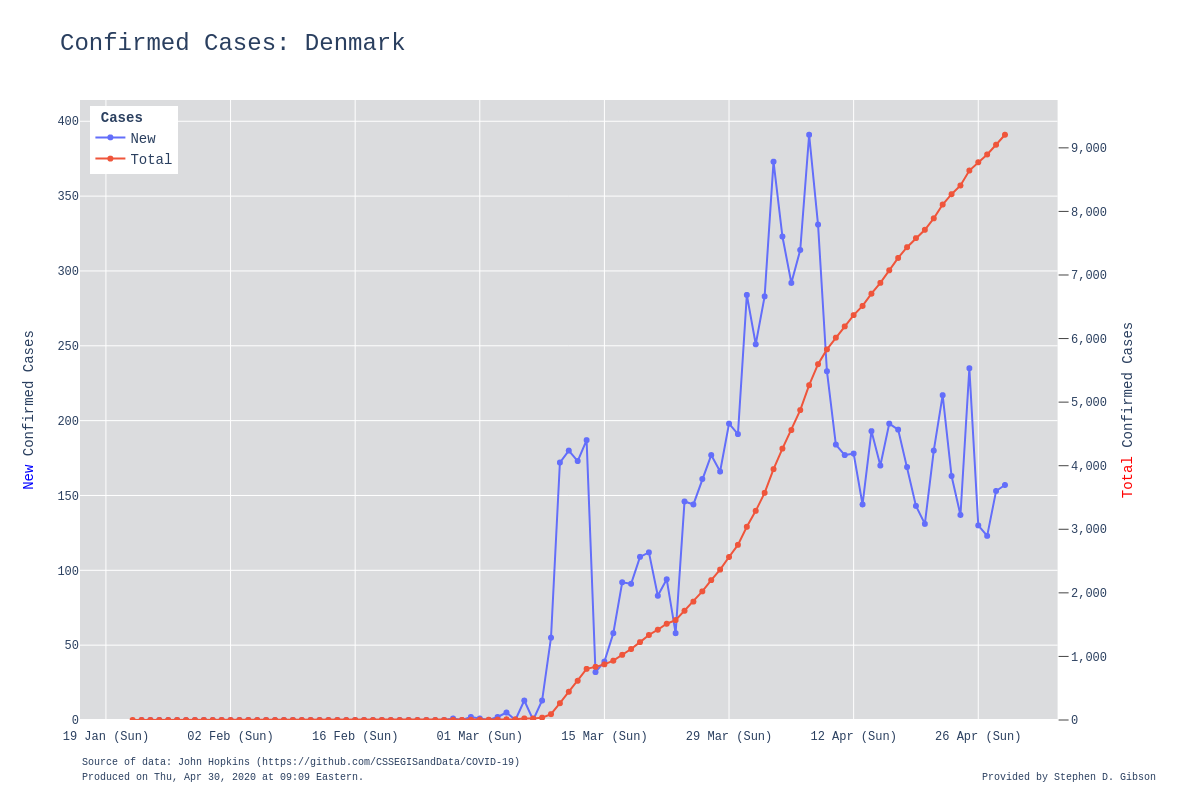 Confirmed Cases: Denmark
Cases
New
Total
400
350
300
250
200
150
100
50
0
New Confirmed Cases
9,000
8,000
7,000
6,000
5,000
4,000
3,000
2,000
1,000
0
Total Confirmed Cases
19 Jan (Sun) 02 Feb (Sun) 16 Feb (Sun) 01 Mar (Sun) 15 Mar (Sun) 29 Mar (Sun) 12 Apr (Sun) 26 Apr (Sun)
Source of data: John Hopkins (https://github.com/CSSEGISandData/COVID-19)
Produced on Thu, Apr 30, 2020 at 09:09 Eastern.
Provided by Stephen D. Gibson